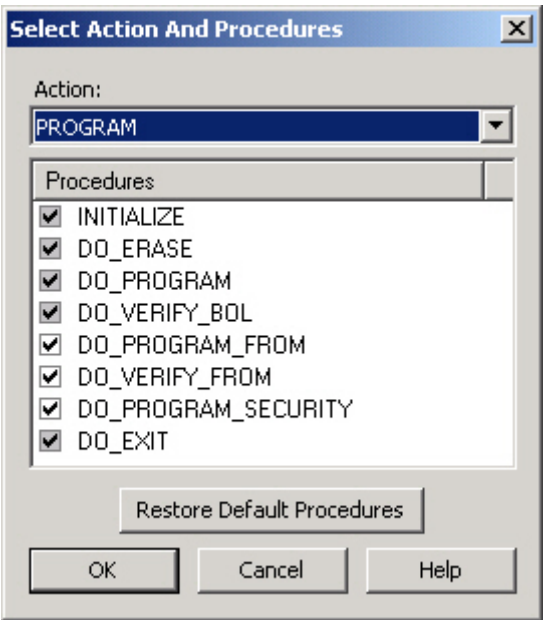 Select Action And Procedures
Action:
PROGRAM
Procedures
INITIALIZE
DO_ERASE
DO_PROGRAM
DO_VERIFY_BOL
DO_PROGRAM_FROM
DO_VERIFY_FROM
DO_PROGRAM_SECURITY
DO_EXIT
Restore Default Procedures
OK Cancel Help